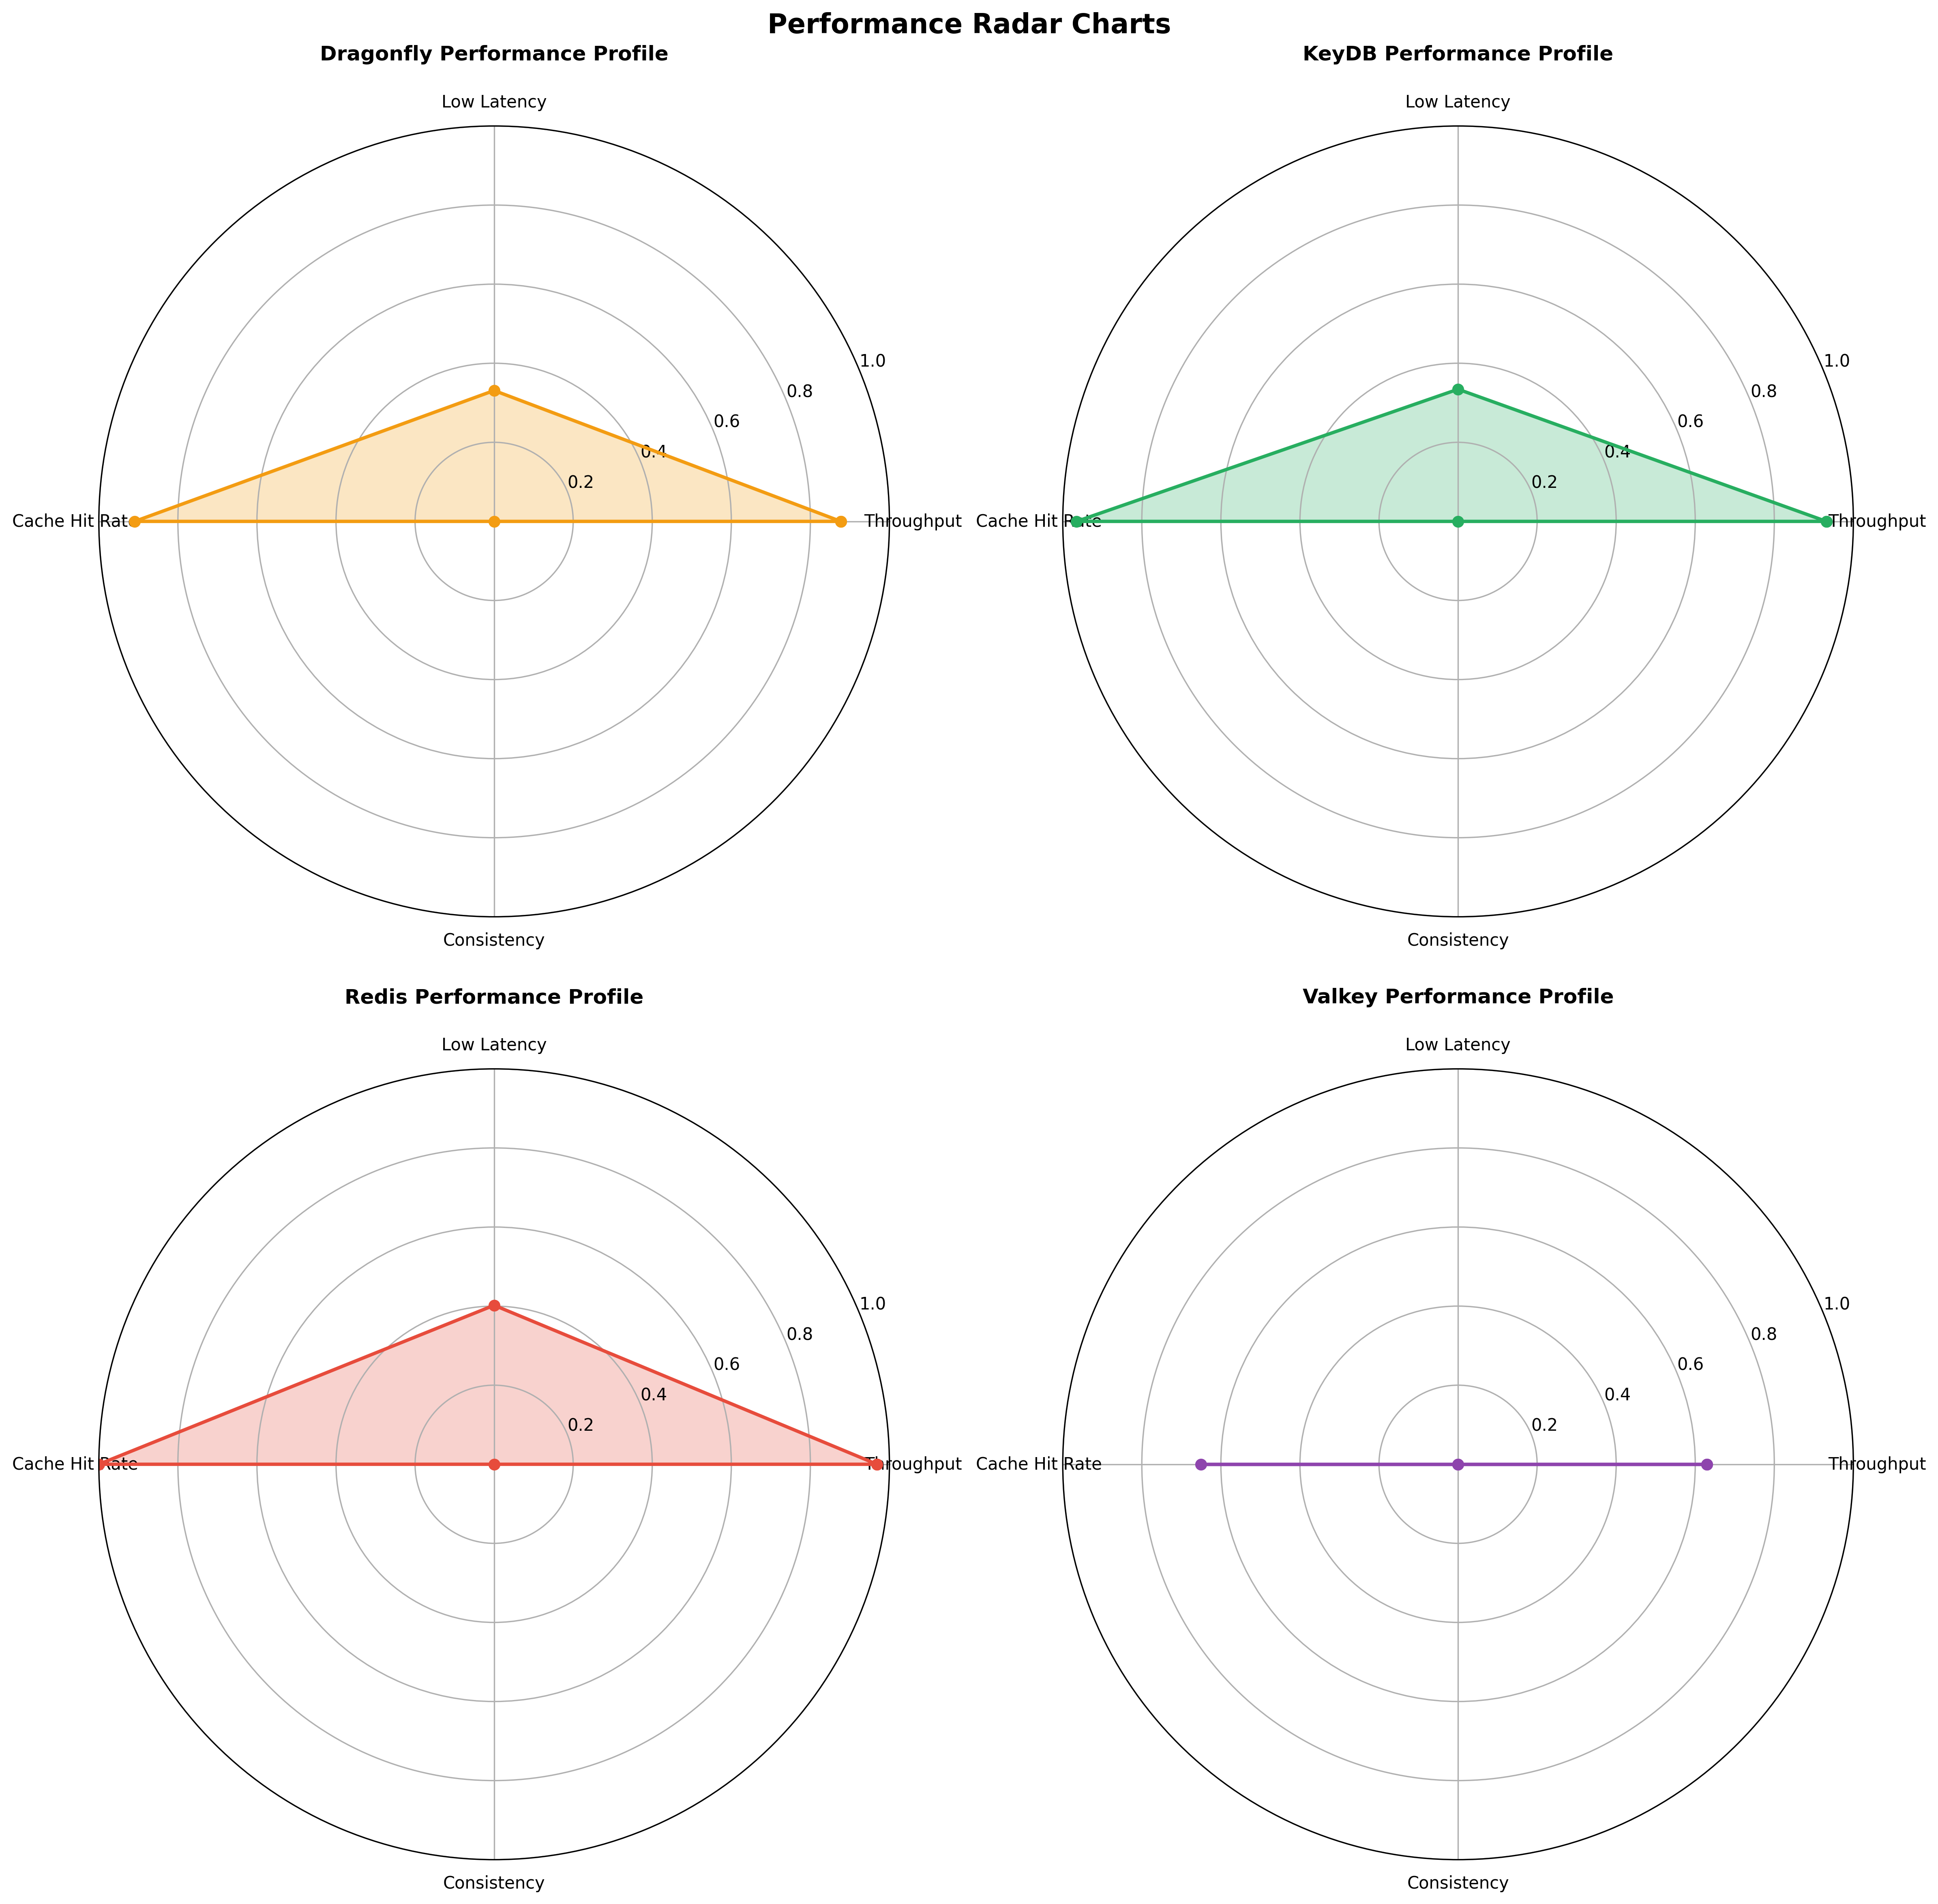 Performance Radar Charts
Dragonfly Performance Profile
Low Latency
1.0
0.8
0.6
0.4
0.2
Cache Hit Rate
Throughput
Consistency
KeyDB Performance Profile
Low Latency
1.0
0.8
0.6
0.4
0.2
Cache Hit Rate
Throughput
Consistency
Redis Performance Profile
Low Latency
1.0
0.8
0.6
0.4
0.2
Cache Hit Rate
Throughput
Consistency
Valkey Performance Profile
Low Latency
1.0
0.8
0.6
0.4
0.2
Cache Hit Rate
Throughput
Consistency